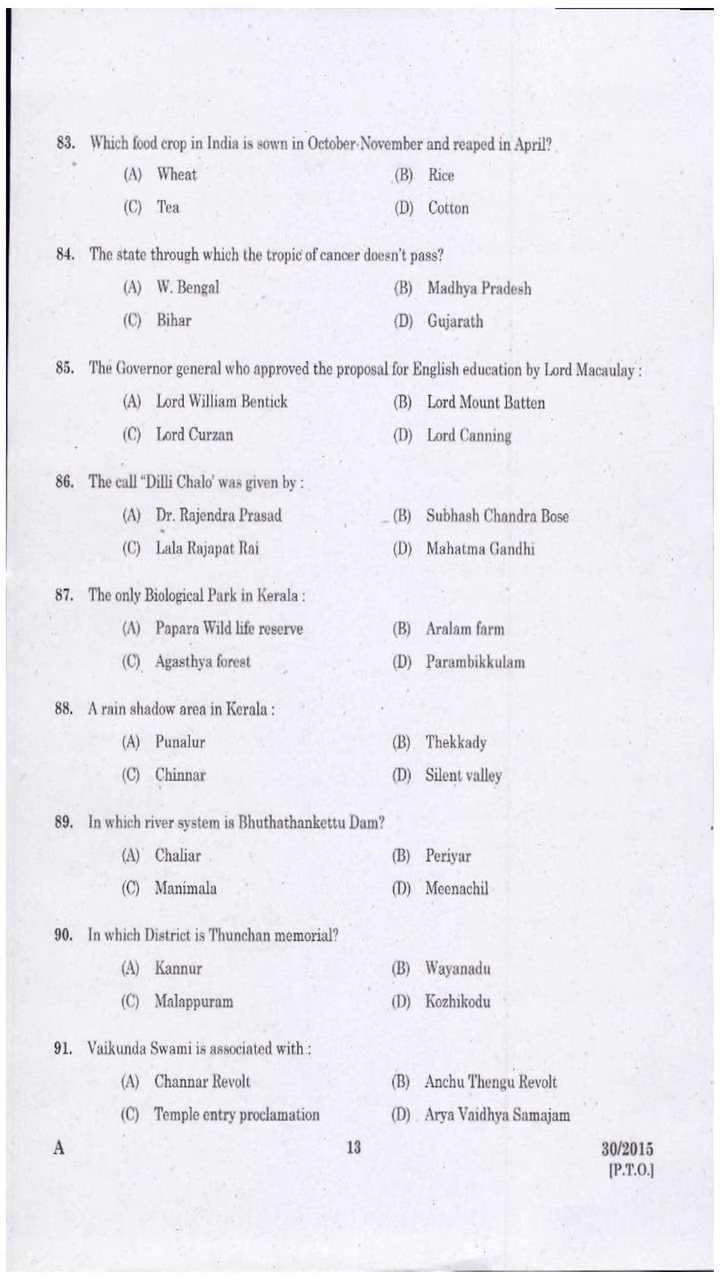 83. Which food crop in India is sown in October-November and reaped in April?
(A) Wheat (B) Rice
(C) Tea (D) Cotton
84. The state through which the tropic of cancer doesn't pass?
(A) W. Bengal (B) Madhya Pradesh
(C) Bihar (D) Gujarath
85. The Governor general who approved the proposal for English education by Lord Macaulay :
(A) Lord William Bentick (B) Lord Mount Batten
(C) Lord Curzan (D) Lord Canning
86. The call "Dilli Chalo' was given by :
(A) Dr. Rajendra Prasad (B) Subhash Chandra Bose
(C) Lala Rajapat Rai (D) Mahatma Gandhi
87. The only Biological Park in Kerala :
(A) Papara Wild life reserve (B) Aralam farm
(C) Agasthya forest (D) Parambikkulam
88. A rain shadow area in Kerala :
(A) Punalur (B) Thekkady
(C) Chinnar (D) Silent valley
89. In which river system is Bhuthathankettu Dam?
(A) Chaliar (B) Periyar
(C) Manimala (D) Meenachil
90. In which District is Thunchan memorial?
(A) Kannur (B) Wayanadu
(C) Malappuram (D) Kozhikodu
91. Vaikunda Swami is associated with :
(A) Channar Revolt (B) Anchu Thengu Revolt
(C) Temple entry proclamation (D) Arya Vaidhya Samajam
A 13 30/2015
[P.T.O.]